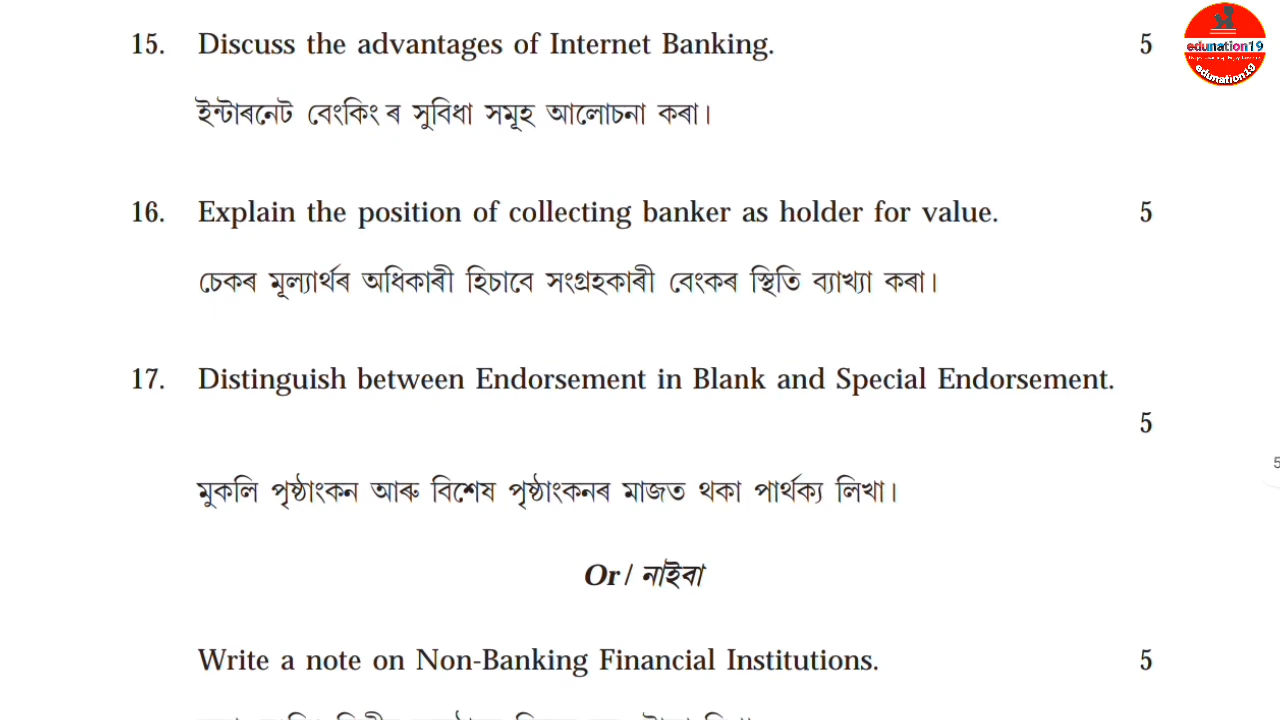 15. Discuss the advantages of Internet Banking. 5
ইন্টাৰনেট বেংকিং ৰ সুবিধা সমূহ আলোচনা কৰা।
16. Explain the position of collecting banker as holder for value. 5
চেকৰ মূল্যাৰ্থৰ অধিকাৰী হিচাবে সংগ্ৰহকাৰী বেংকৰ স্থিতি ব্যাখ্যা কৰা।
17. Distinguish between Endorsement in Blank and Special Endorsement.
5
মুকলি পৃষ্ঠাংকন আৰু বিশেষ পৃষ্ঠাংকনৰ মাজত থকা পাৰ্থক্য লিখা।
Or / নাইবা
Write a note on Non-Banking Financial Institutions. 5
edunation19
edunation19
5